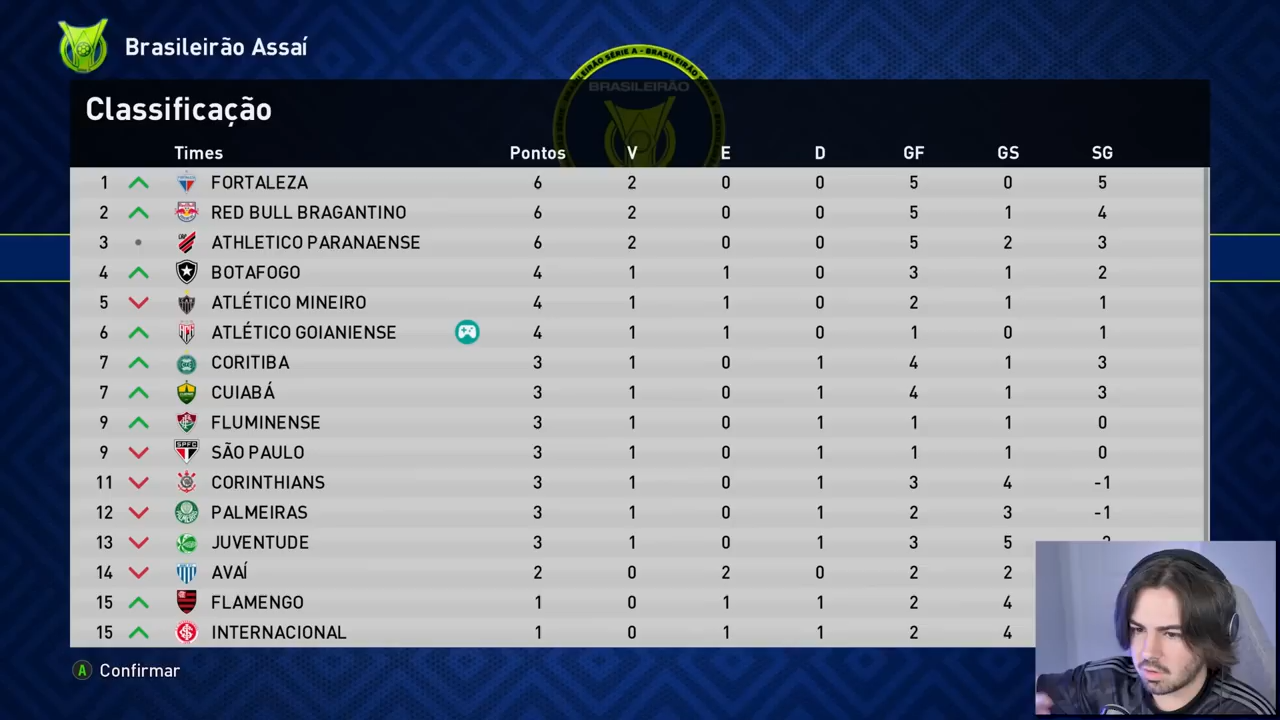 Brasileirão Assaí
BRASILEIRÃO SÉRIE A - BRASILEIRÃO
BRASILEIRÃO
Classificação
Times Pontos V E D GF GS SG
1 FORTALEZA 6 2 0 0 5 0 5
2 RED BULL BRAGANTINO 6 2 0 0 5 1 4
3 ATHLETICO PARANAENSE 6 2 0 0 5 2 3
4 BOTAFOGO 4 1 1 0 3 1 2
5 ATLÉTICO MINEIRO 4 1 1 0 2 1 1
6 ATLÉTICO GOIANIENSE 4 1 1 0 1 0 1
7 CORITIBA 3 1 0 1 4 1 3
7 CUIABÁ 3 1 0 1 4 1 3
9 FLUMINENSE 3 1 0 1 1 1 0
9 SPFC SÃO PAULO 3 1 0 1 1 1 0
11 CORINTHIANS 3 1 0 1 3 4 -1
12 PALMEIRAS 3 1 0 1 2 3 -1
13 JUVENTUDE 3 1 0 1 3 5
14 AVAÍ 2 0 2 0 2 2
15 FLAMENGO 1 0 1 1 2 4
15 INTERNACIONAL 1 0 1 1 2 4
A Confirmar